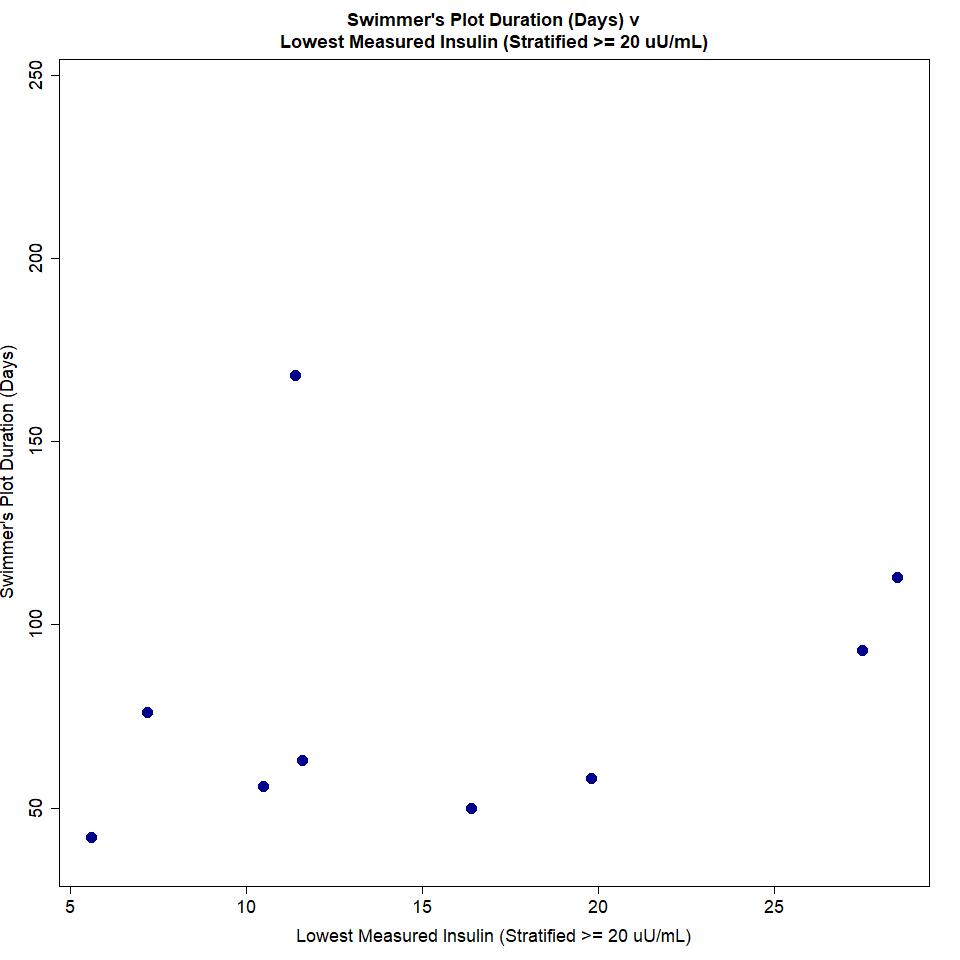 Swimmer's Plot Duration (Days) v
Lowest Measured Insulin (Stratified >= 20 uU/mL)
250
200
150
100
50
Swimmer's Plot Duration (Days)
5 10 15 20 25
Lowest Measured Insulin (Stratified >= 20 uU/mL)